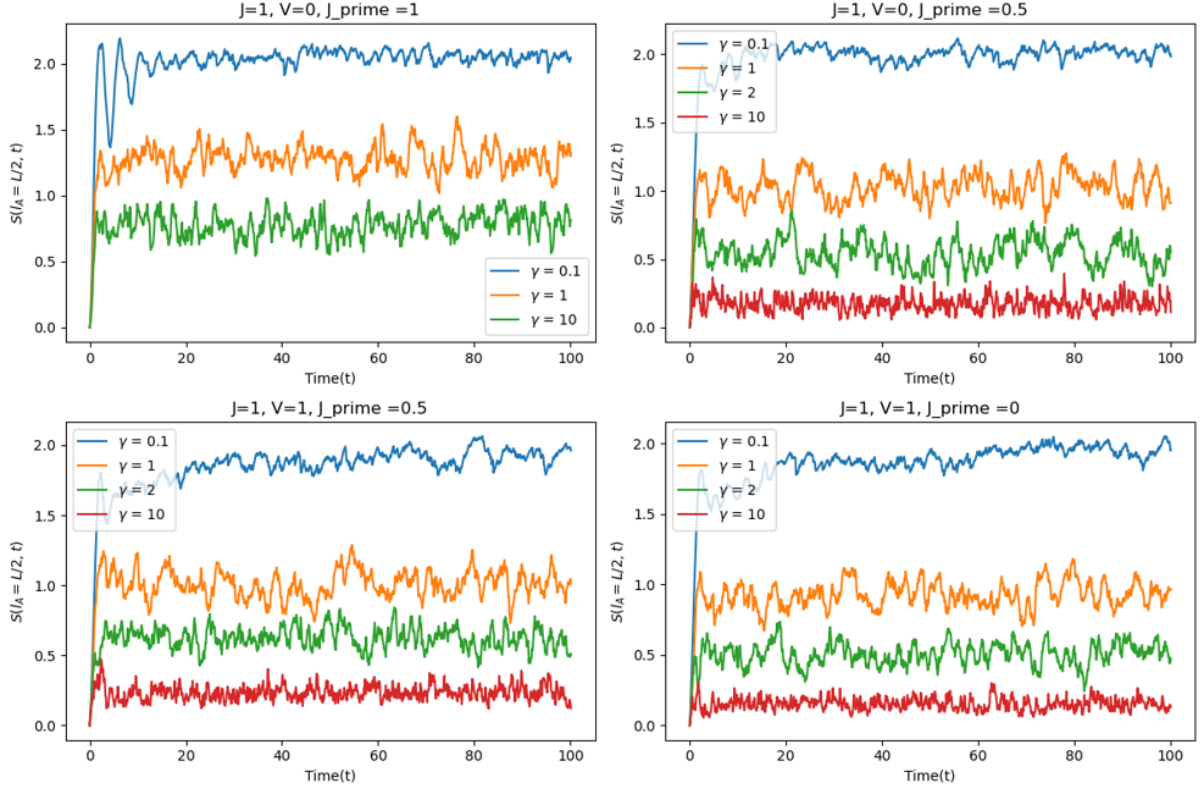 J=1, V=0, J_prime =1
S(l_A = L/2, t)
2.0
1.5
1.0
0.5
0.0
γ = 0.1
γ = 1
γ = 10
0 20 40 60 80 100
Time(t)
J=1, V=0, J_prime =0.5
S(l_A = L/2, t)
2.0
1.5
1.0
0.5
0.0
γ = 0.1
γ = 1
γ = 2
γ = 10
0 20 40 60 80 100
Time(t)
J=1, V=1, J_prime =0.5
S(l_A = L/2, t)
2.0
1.5
1.0
0.5
0.0
γ = 0.1
γ = 1
γ = 2
γ = 10
0 20 40 60 80 100
Time(t)
J=1, V=1, J_prime =0
S(l_A = L/2, t)
2.0
1.5
1.0
0.5
0.0
γ = 0.1
γ = 1
γ = 2
γ = 10
0 20 40 60 80 100
Time(t)